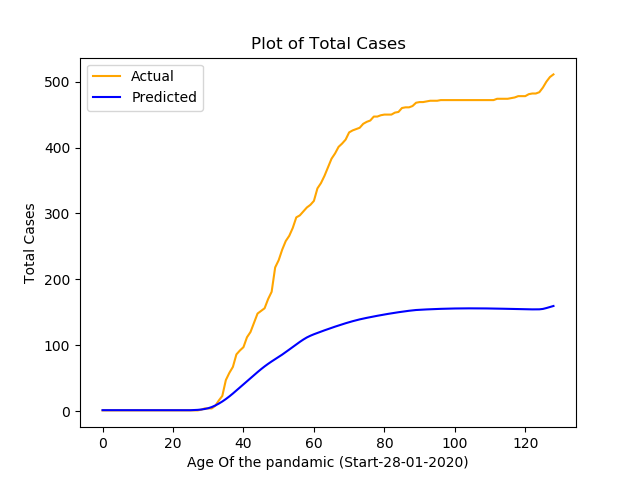 Plot of Total Cases
Actual
Predicted
500
400
300
200
100
0
Total Cases
0 20 40 60 80 100 120
Age Of the pandamic (Start-28-01-2020)